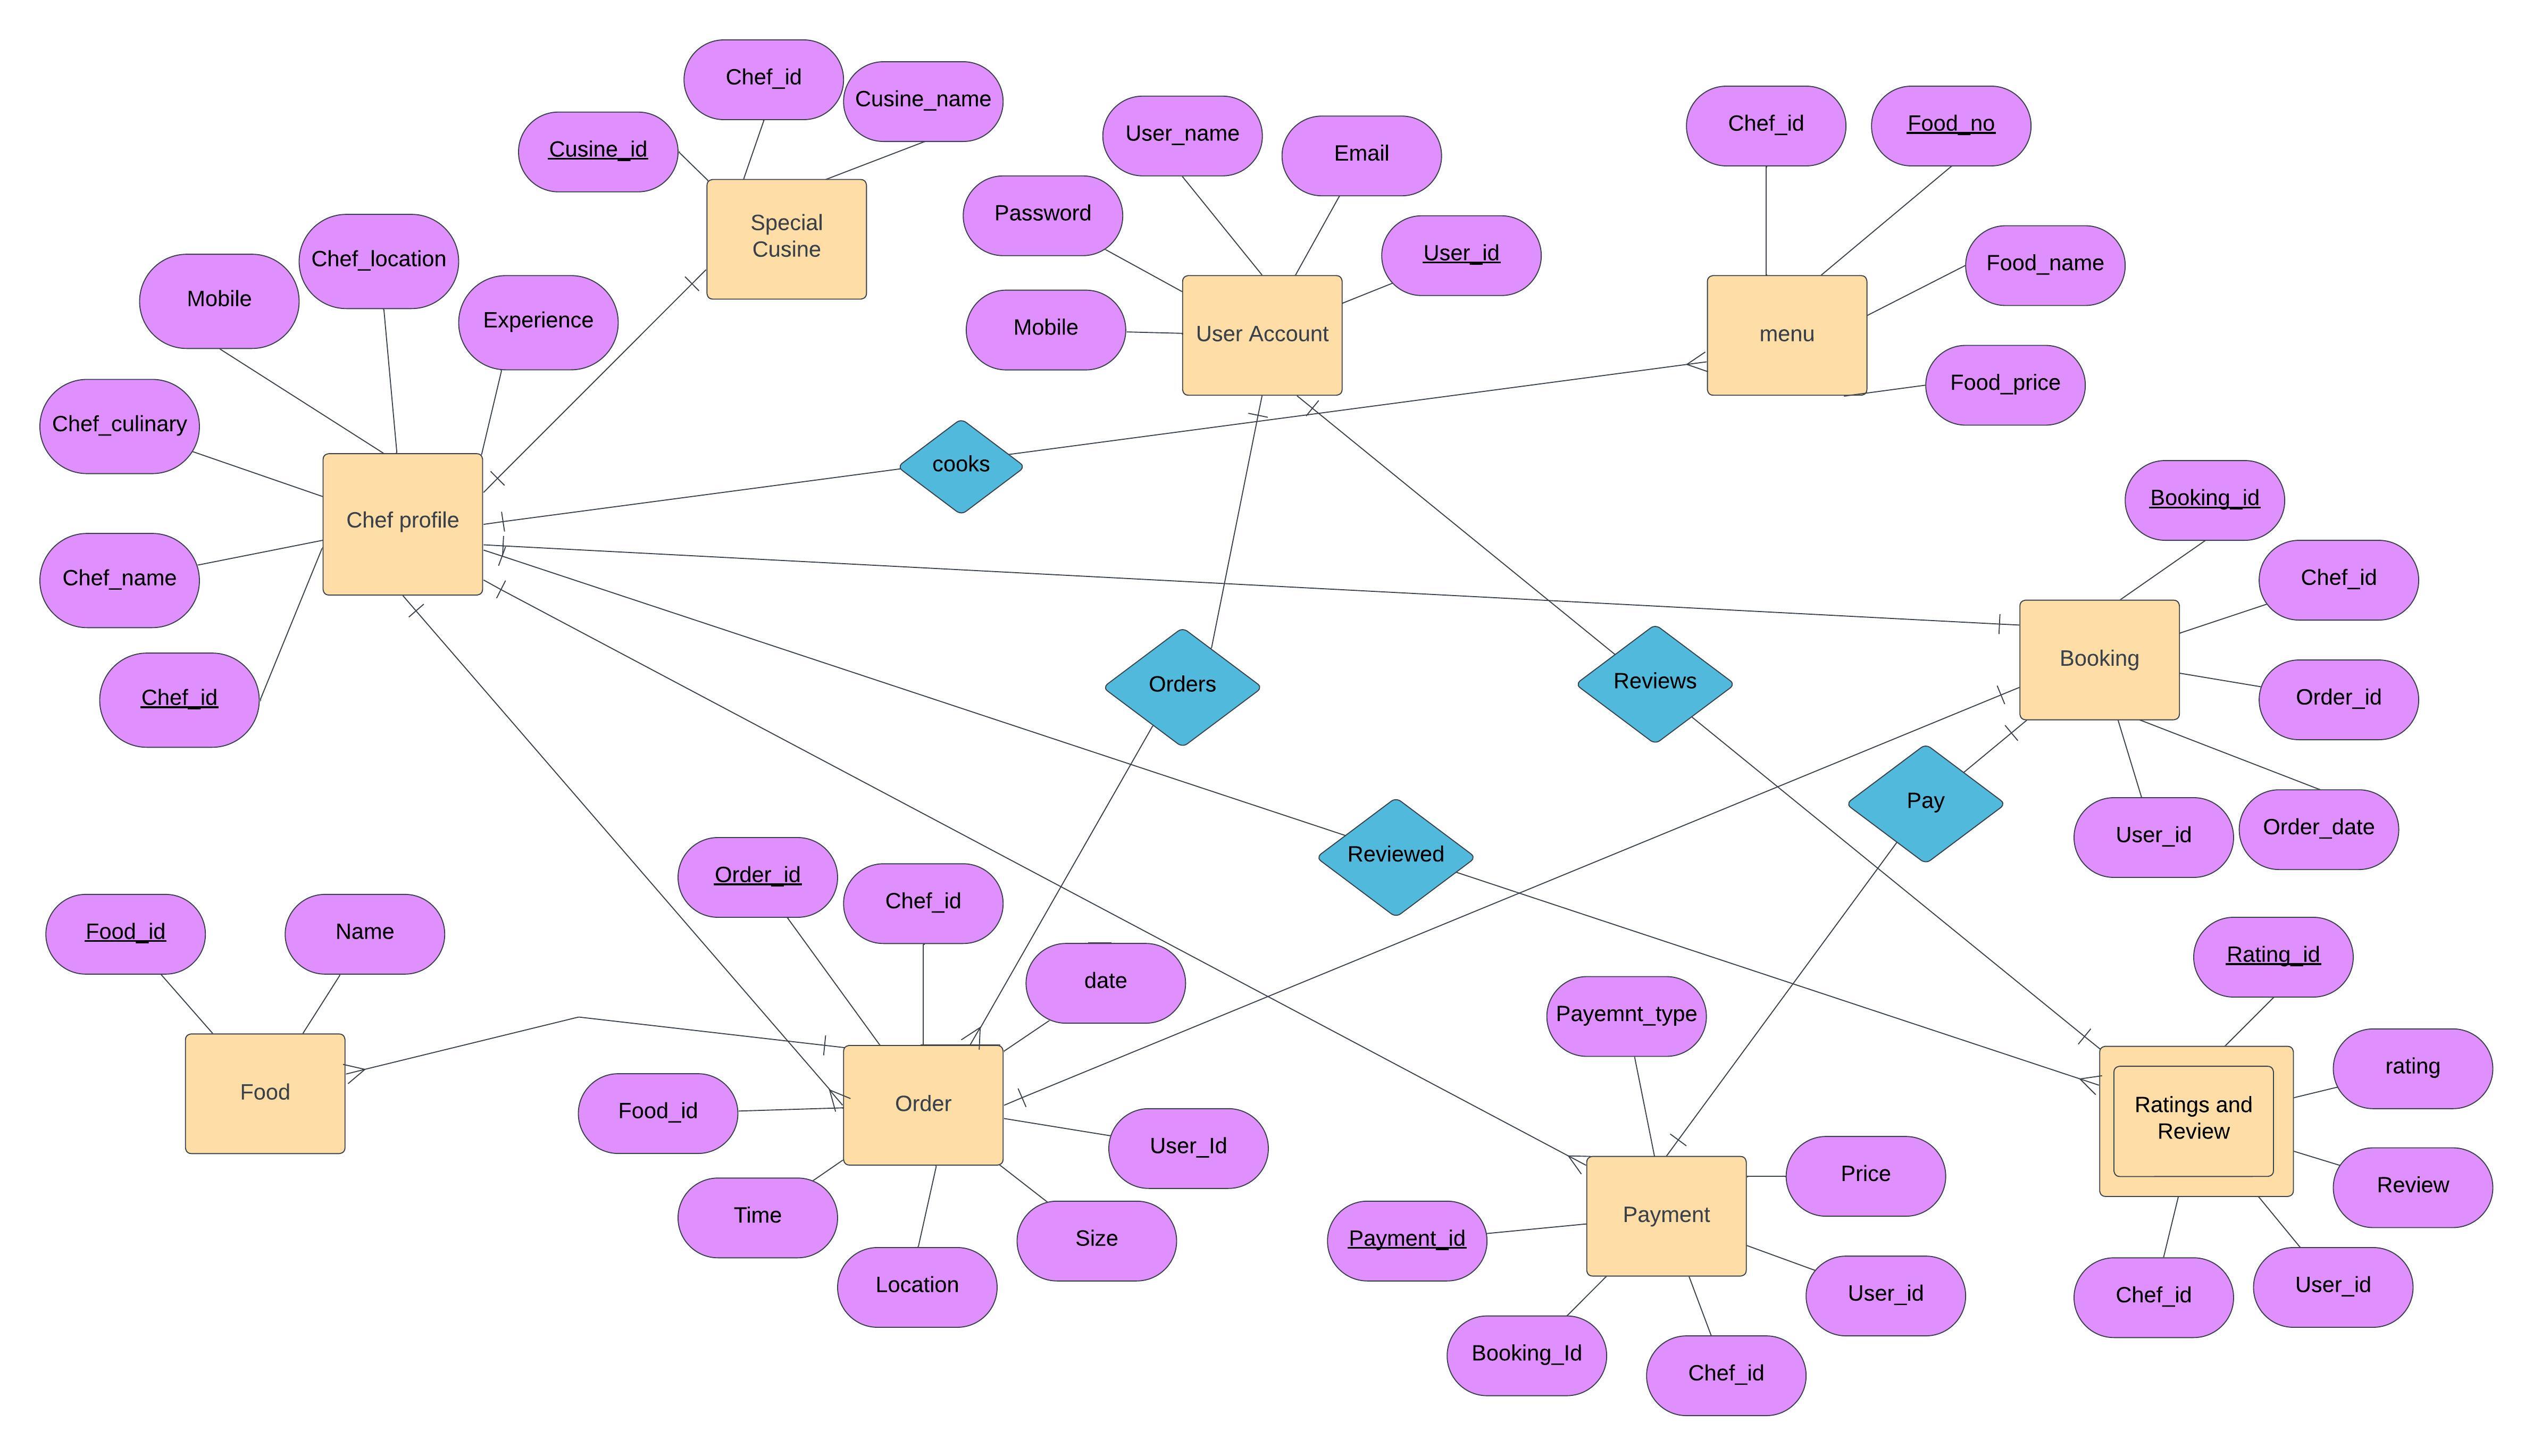 Chef_id
Cusine_name
Cusine_id
Special
Cusine
User_name
Email
Password
User_id
Mobile
User Account
Chef_id
Food_no
Food_name
menu
Food_price
Mobile
Chef_location
Experience
Chef_culinary
Chef profile
Chef_name
Chef_id
cooks
Orders
Reviews
Reviewed
Pay
Booking_id
Chef_id
Booking
Order_id
User_id
Order_date
Food_id
Name
Food
Order_id
Chef_id
date
Food_id
Order
User_Id
Time
Location
Size
Payemnt_type
Price
Payment
Payment_id
User_id
Booking_Id
Chef_id
Rating_id
rating
Ratings and
Review
Review
Chef_id
User_id